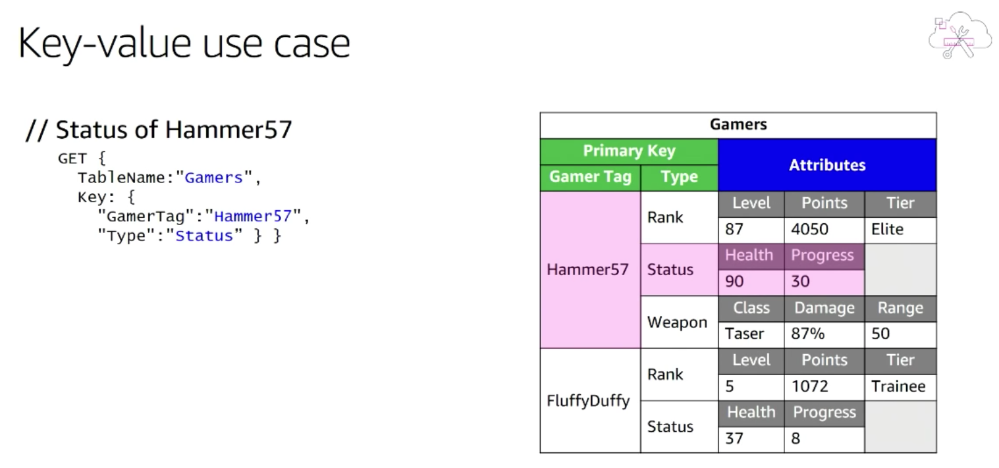 Key-value use case
// Status of Hammer57
GET {
TableName:"Gamers",
Key: {
"GamerTag":"Hammer57",
"Type":"Status” } }
Gamers
Primary Key
Attributes
Gamer Tag Type
Hammer57
Rank
Level Points Tier
87 4050 Elite
Status
Health Progress
90 30
Weapon
Class Damage Range
Taser 87% 50
FluffyDuffy
Rank
Level Points Tier
5 1072 Trainee
Status
Health Progress
37 8